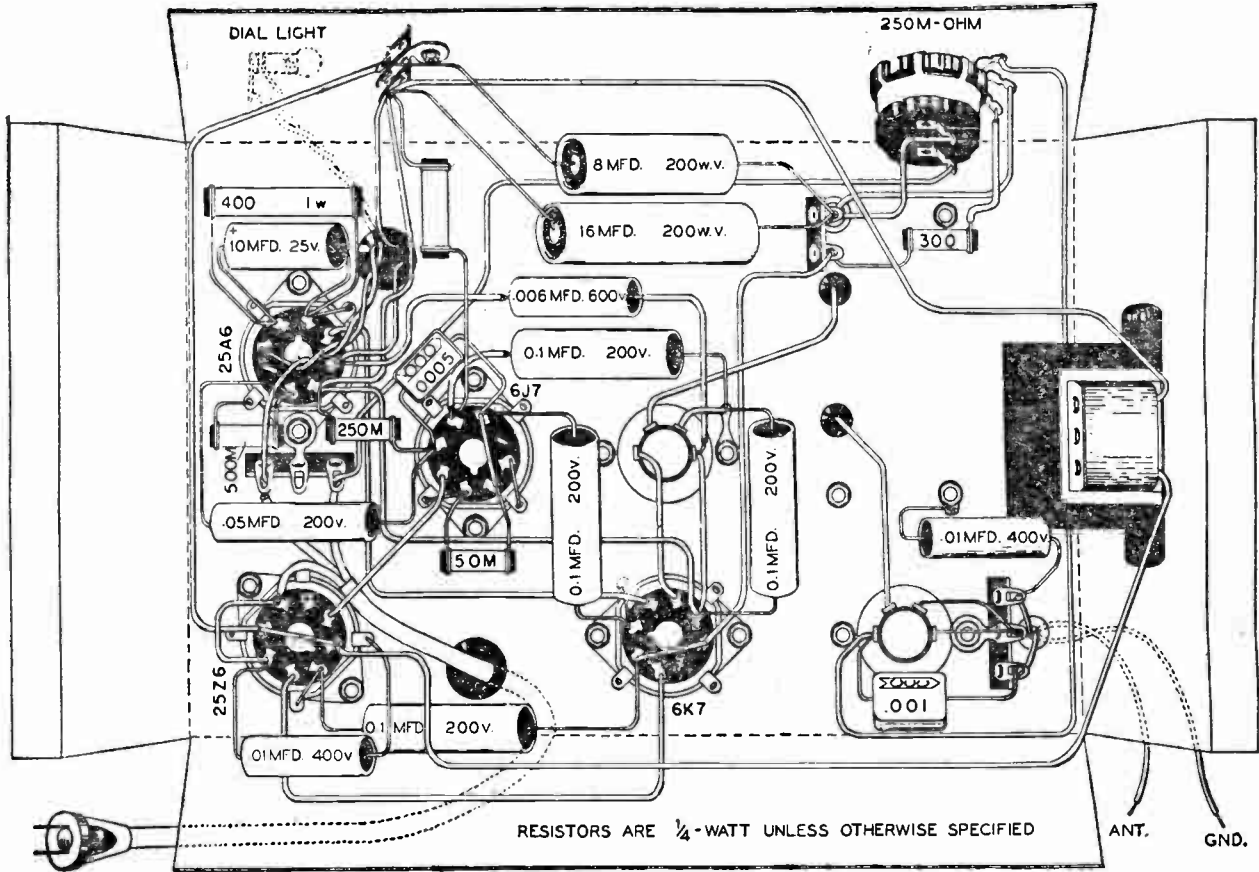 DIAL LIGHT
250M-OHM
8 MFD. 200 w.v.
400 1 w
+
10 MFD. 25v.
16 MFD. 200 w.v.
300
.006 MFD. 600v.
25A6
.0005
0.1 MFD. 200v.
6J7
250M
500M
0.1 MFD. 200v.
0.1 MFD. 200v.
.05 MFD 200v.
.01 MFD. 400v
50M
25Z6
6K7
.001
0.1 MFD. 200v.
.01 MFD. 400v
RESISTORS ARE ¼-WATT UNLESS OTHERWISE SPECIFIED
ANT.
GND.